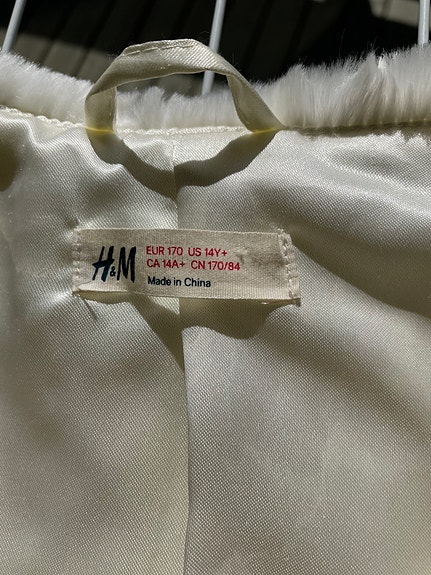 H&M
EUR 170 US 14Y+
CA 14A+ CN 170/84
Made in China